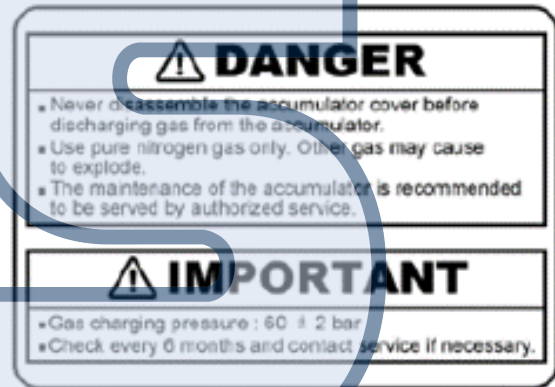 ⚠ DANGER
▪ Never disassemble the accumulator cover before
discharging gas from the accumulator.
▪ Use pure nitrogen gas only. Other gas may cause
to explode.
▪ The maintenance of the accumulator is recommended
to be served by authorized service.
⚠ IMPORTANT
▪ Gas charging pressure : 60 ± 2 bar
▪ Check every 6 months and contact service if necessary.